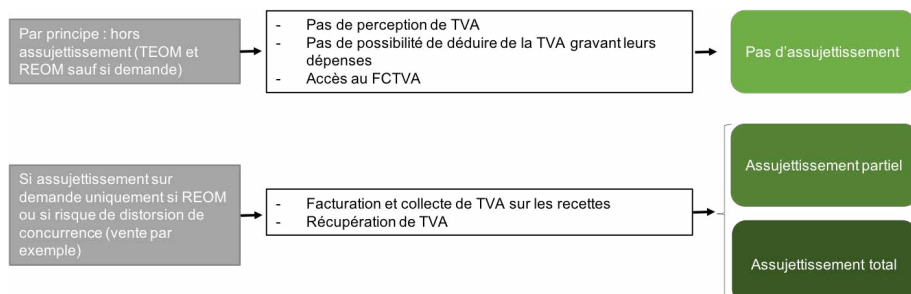 Par principe : hors
assujettissement (TEOM et
REOM sauf si demande)
- Pas de perception de TVA
- Pas de possibilité de déduire de la TVA gravant leurs
dépenses
- Accès au FCTVA
Pas d'assujettissement
Si assujettissement sur
demande uniquement si REOM
ou si risque de distorsion de
concurrence (vente par
exemple)
- Facturation et collecte de TVA sur les recettes
- Récupération de TVA
Assujettissement partiel
Assujettissement total